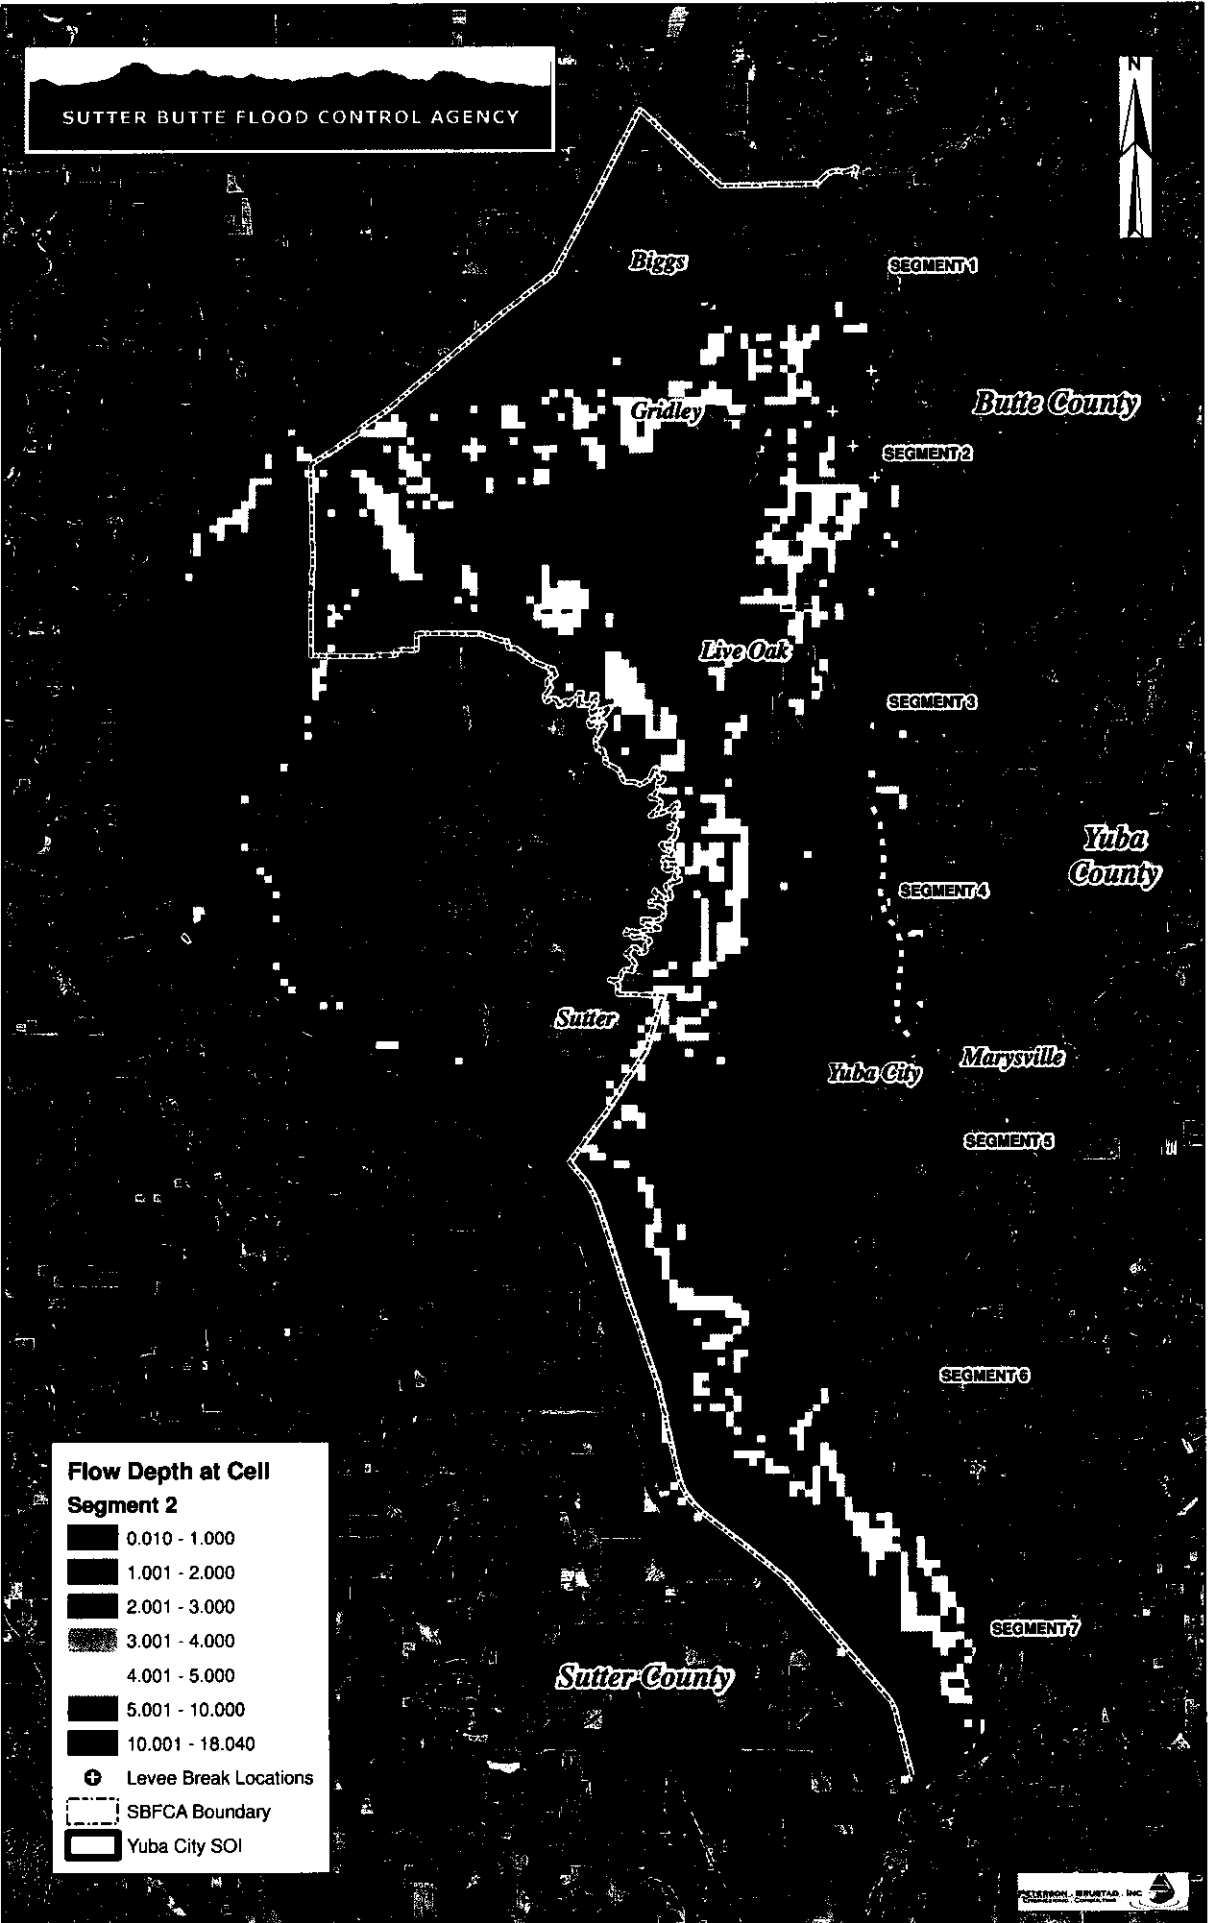 SUTTER BUTTE FLOOD CONTROL AGENCY
N
Biggs
SEGMENT 1
Gridley
Butte County
SEGMENT 2
Live Oak
SEGMENT 3
Yuba
County
SEGMENT 4
Sutter
Marysville
Yuba City
SEGMENT 5
SEGMENT 6
SEGMENT 7
Sutter County
Flow Depth at Cell
Segment 2
0.010 - 1.000
1.001 - 2.000
2.001 - 3.000
3.001 - 4.000
4.001 - 5.000
5.001 - 10.000
10.001 - 18.040
Levee Break Locations
SBFCA Boundary
Yuba City SOI
PETERSON . BRUSTAD . INC